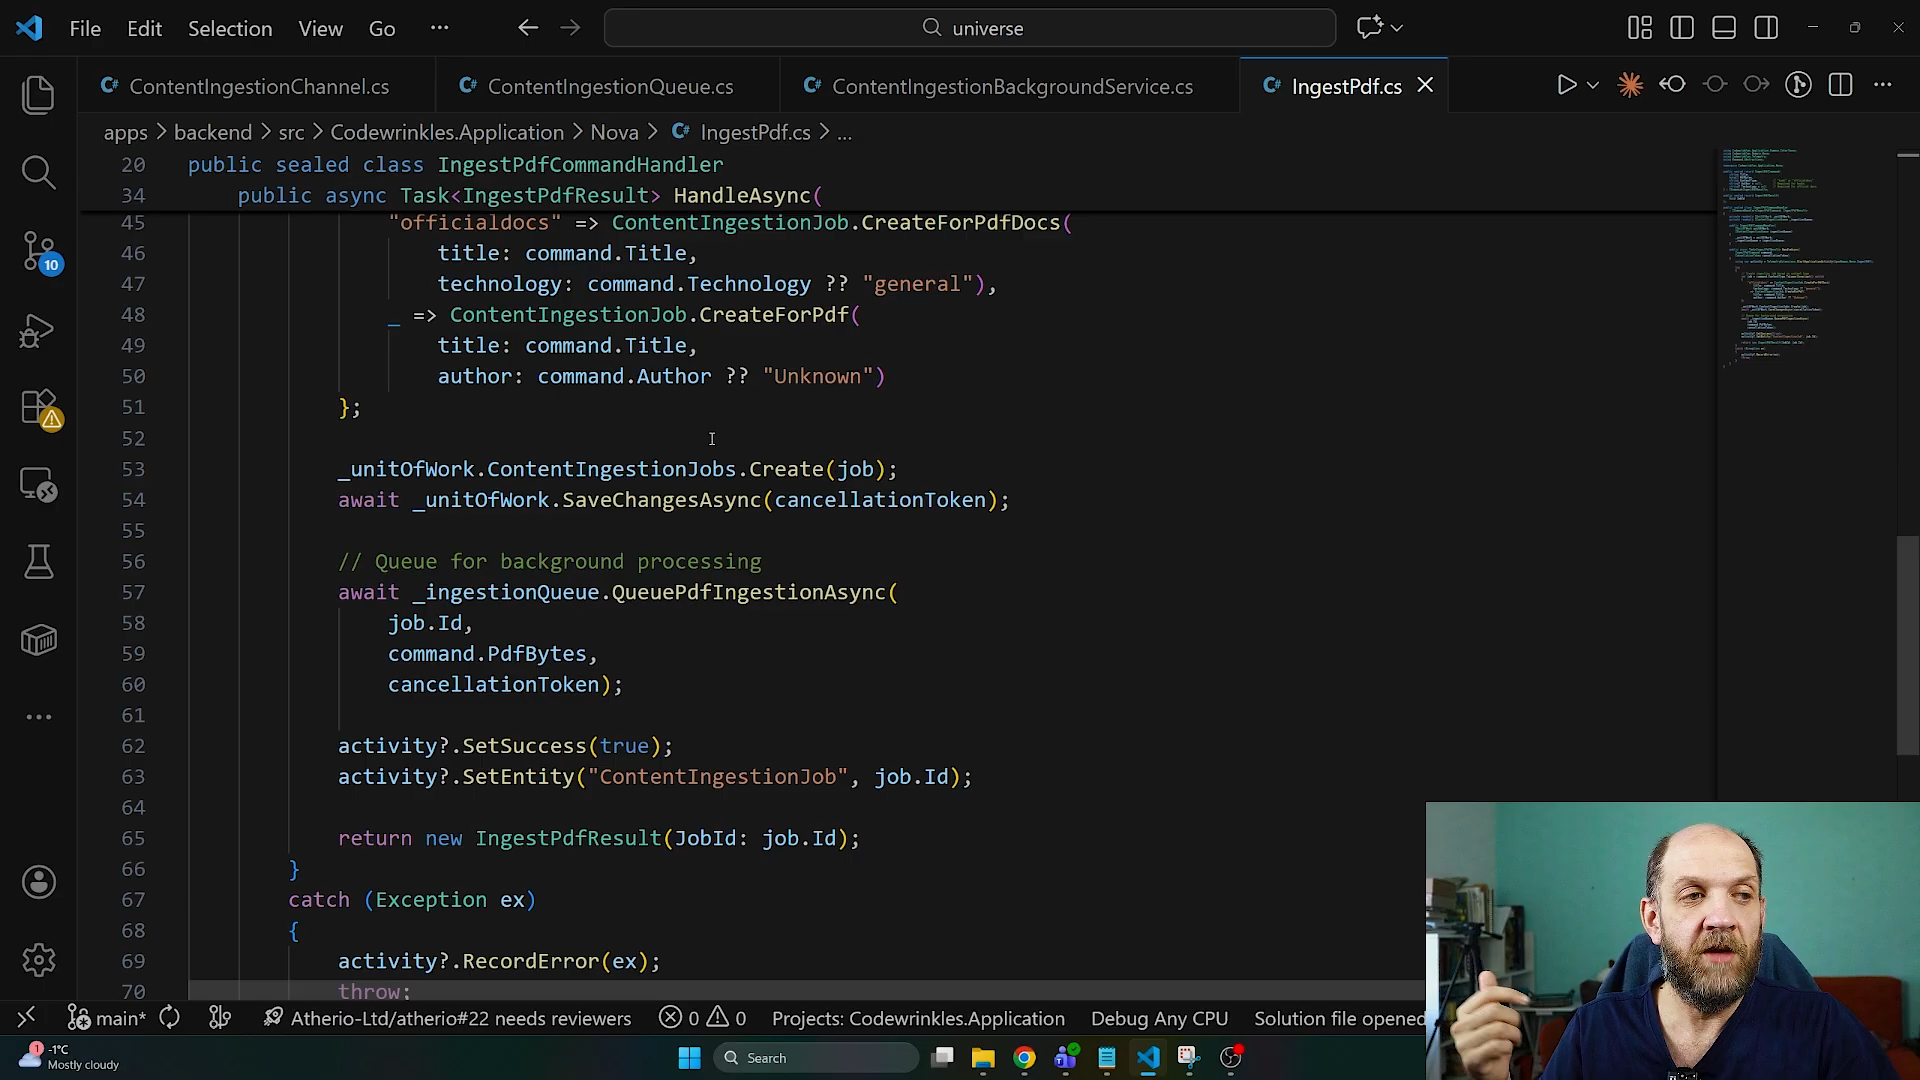 File Edit Selection View Go ··· universe
ContentIngestionChannel.cs ContentIngestionQueue.cs ContentIngestionBackgroundService.cs IngestPdf.cs
apps > backend > src > Codewrinkles.Application > Nova > IngestPdf.cs > ...
20 public sealed class IngestPdfCommandHandler
34 public async Task<IngestPdfResult> HandleAsync(
45 "officialdocs" => ContentIngestionJob.CreateForPdfDocs(
46 title: command.Title,
47 technology: command.Technology ?? "general"),
48 _ => ContentIngestionJob.CreateForPdf(
49 title: command.Title,
50 author: command.Author ?? "Unknown")
51 };
52
53 _unitOfWork.ContentIngestionJobs.Create(job);
54 await _unitOfWork.SaveChangesAsync(cancellationToken);
55
56 // Queue for background processing
57 await _ingestionQueue.QueuePdfIngestionAsync(
58 job.Id,
59 command.PdfBytes,
60 cancellationToken);
61
62 activity?.SetSuccess(true);
63 activity?.SetEntity("ContentIngestionJob", job.Id);
64
65 return new IngestPdfResult(JobId: job.Id);
66 }
67 catch (Exception ex)
68 {
69 activity?.RecordError(ex);
70 throw;
10
main* Atherio-Ltd/atherio#22 needs reviewers 0 0 Projects: Codewrinkles.Application Debug Any CPU Solution file opened
1 -1°C
Mostly cloudy
Search